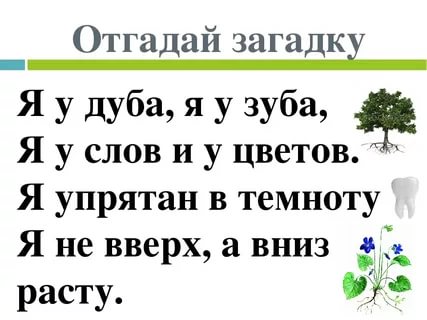 Отгадай загадку
Я у дуба, я у зуба,
Я у слов и у цветов.
Я упрятан в темноту
Я не вверх, а вниз
расту.